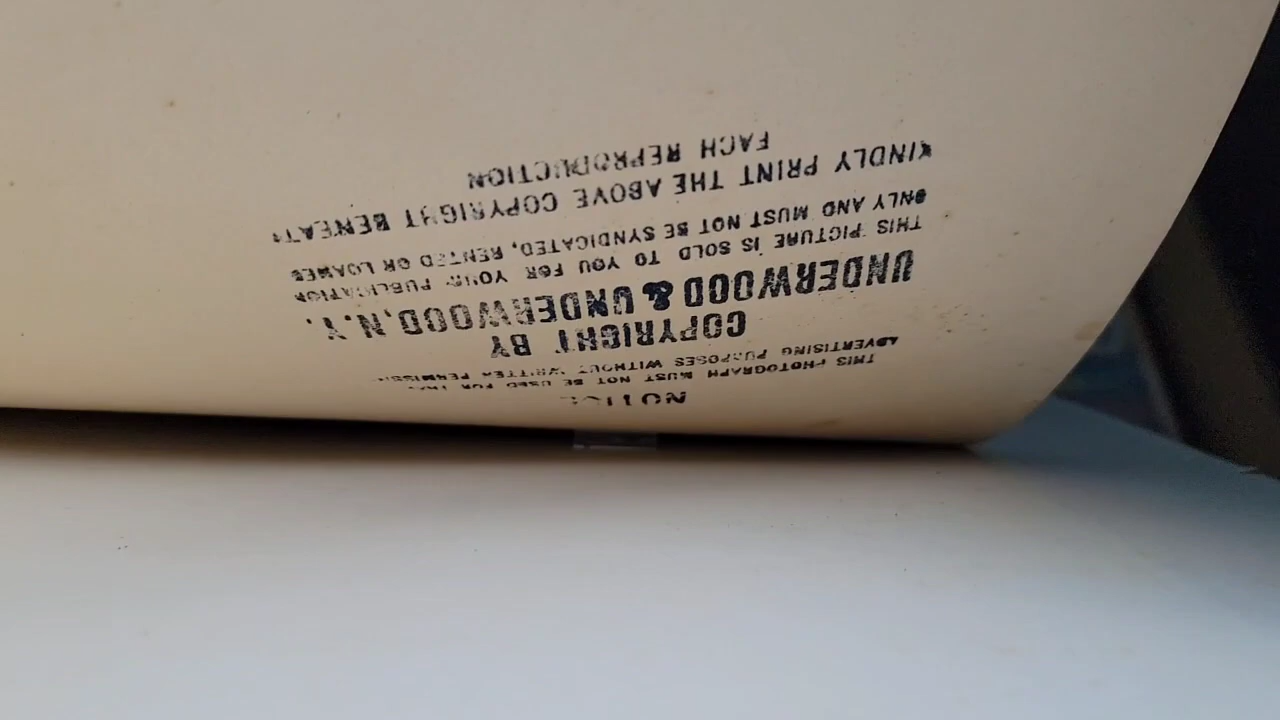 NOTICE
THIS PHOTOGRAPH MUST NOT BE USED FOR
ADVERTISING PURPOSES WITHOUT WRITTEN PERMISSION
COPYRIGHT BY
UNDERWOOD & UNDERWOOD, N.Y.
THIS PICTURE IS SOLD TO YOU FOR YOUR PUBLICATION
ONLY AND MUST NOT BE SYNDICATED, RENTED OR LOANED
KINDLY PRINT THE ABOVE COPYRIGHT BENEATH
EACH REPRODUCTION